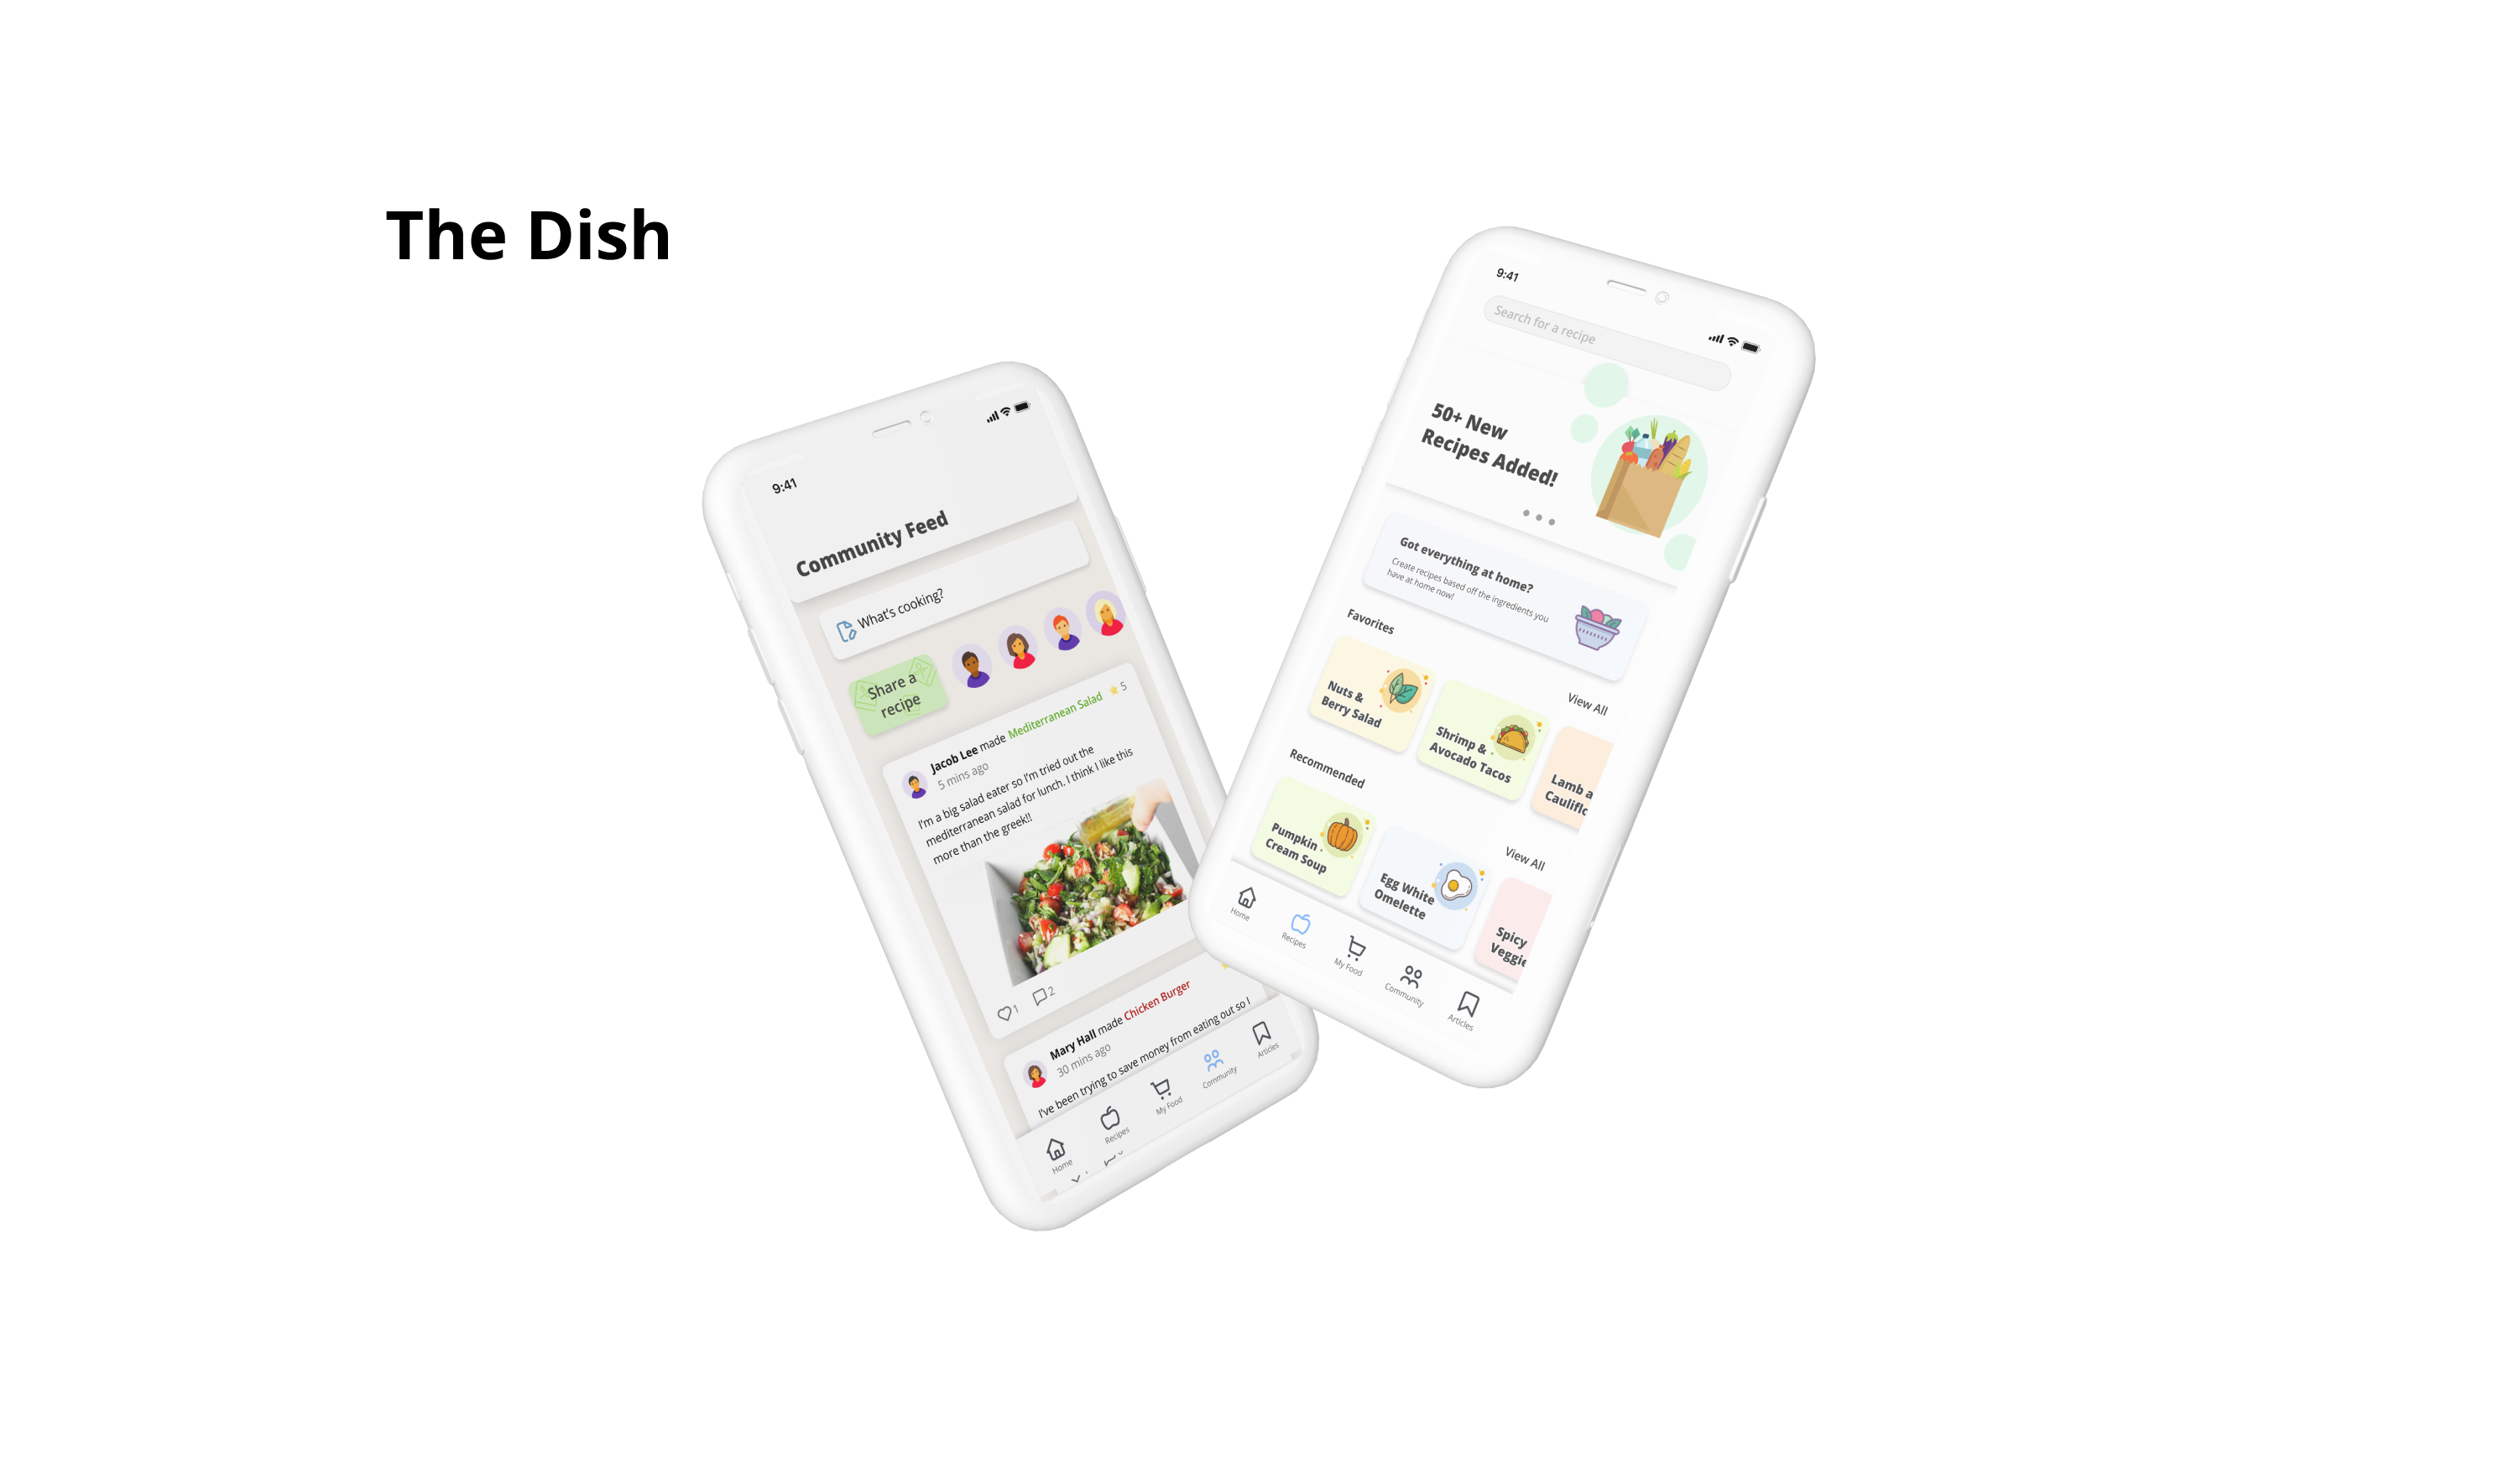 The Dish
9:41
Community Feed
What's cooking?
Share a
recipe
Jacob Lee made Mediterranean Salad 5
5 mins ago
I'm a big salad eater so I'm tried out the
mediterranean salad for lunch. I think I like this
more than the greek!!
1 2
Mary Hall made Chicken Burger
30 mins ago
I've been trying to save money from eating out so I
Home
Recipes
My Food
Community
Articles
9:41
Search for a recipe
50+ New
Recipes Added!
Got everything at home?
Create recipes based off the ingredients you
have at home now!
Favorites
View All
Nuts &
Berry Salad
Shrimp &
Avocado Tacos
Lamb a
Cauliflo
Recommended
View All
Pumpkin
Cream Soup
Egg White
Omelette
Spicy
Veggie
Home
Recipes
My Food
Community
Articles